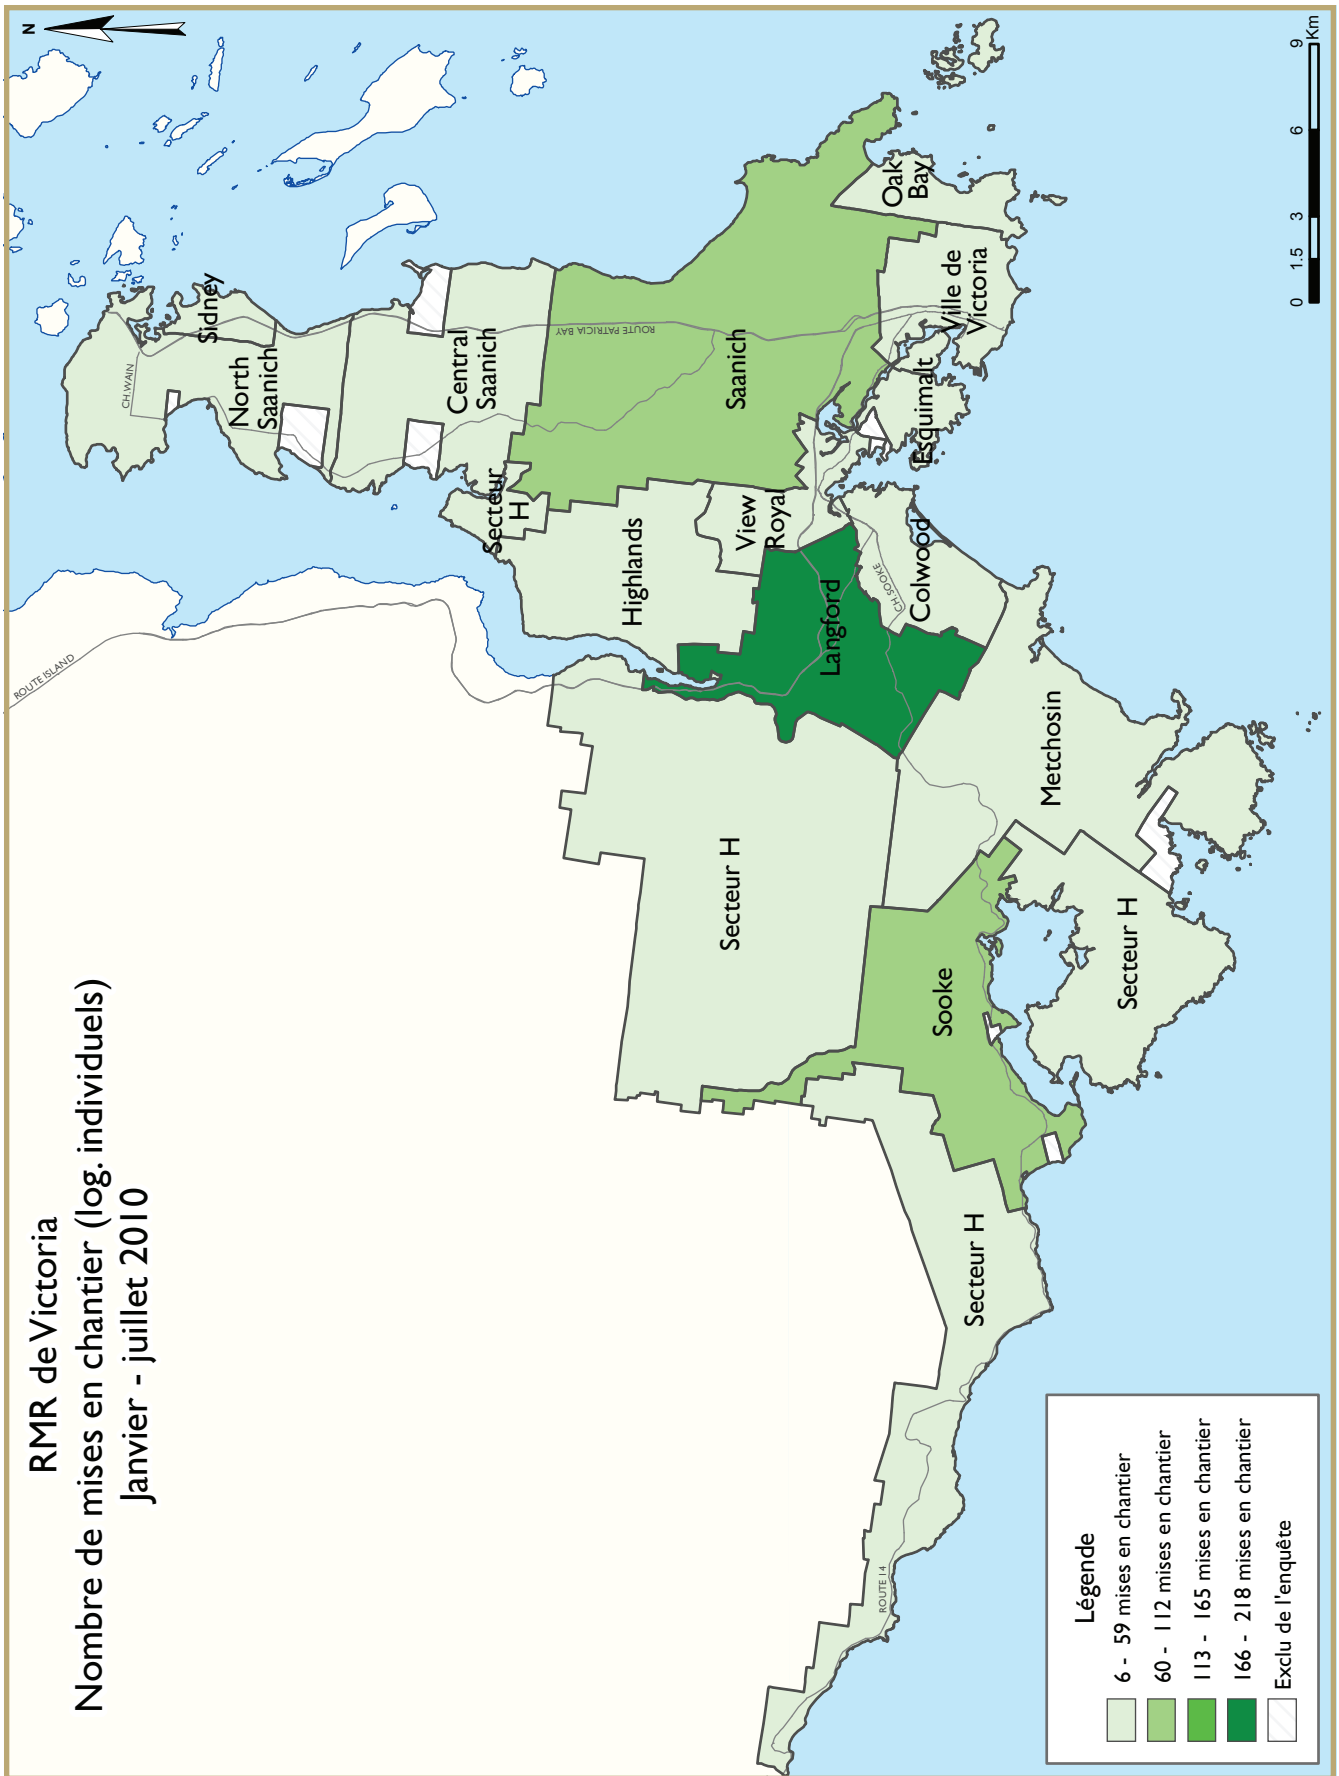 RMR de Victoria
Nombre de mises en chantier (log. individuels)
Janvier - juillet 2010
N
ROUTE ISLAND
CH.WAIN
Sidney
North
Saanich
Central
Saanich
ROUTE PATRICIA BAY
Saanich
Oak
Bay
Ville de
Victoria
Esquimalt
Secteur
H
Highlands
View
Royal
Langford
Colwood
CH.SOOKE
Metchosin
Secteur H
Sooke
Secteur H
Secteur H
ROUTE 14
Légende
6 - 59 mises en chantier
60 - 112 mises en chantier
113 - 165 mises en chantier
166 - 218 mises en chantier
Exclu de l'enquête
0 1.5 3 6 9
Km